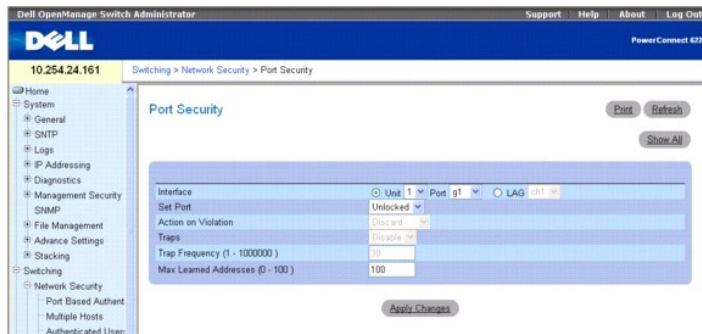 Dell OpenManage Switch Administrator
Support Help About Log Out
DELL
PowerConnect 622
10.254.24.161
Switching > Network Security > Port Security
Home
System
General
SNTP
Logs
IP Addressing
Diagnostics
Management Security
SNMP
File Management
Advance Settings
Stacking
Switching
Network Security
Port Based Authent
Multiple Hosts
Authenticated User
Port Security
Print Refresh
Show All
Interface Unit 1 Port g1 LAG ch1
Set Port Unlocked
Action on Violation Discard
Traps Disable
Trap Frequency (1 - 1000000 ) 30
Max Learned Addresses (0 - 100 ) 100
Apply Changes